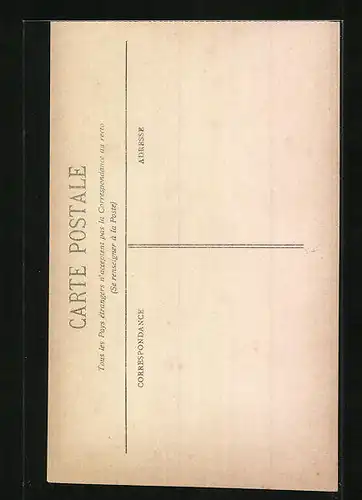 CARTE POSTALE
Tous les Pays étrangers n'acceptent pas la Correspondance au recto
(Se renseigner à la Poste)
CORRESPONDANCE
ADRESSE